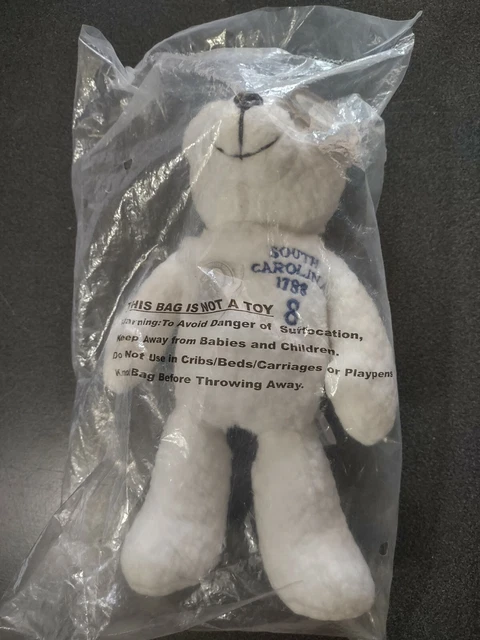 SOUTH
CAROLINA
1788
8
THIS BAG IS NOT A TOY
Warning: To Avoid Danger of Suffocation,
Keep Away from Babies and Children.
Do Not Use in Cribs/Beds/Carriages or Playpens
Knot Bag Before Throwing Away.